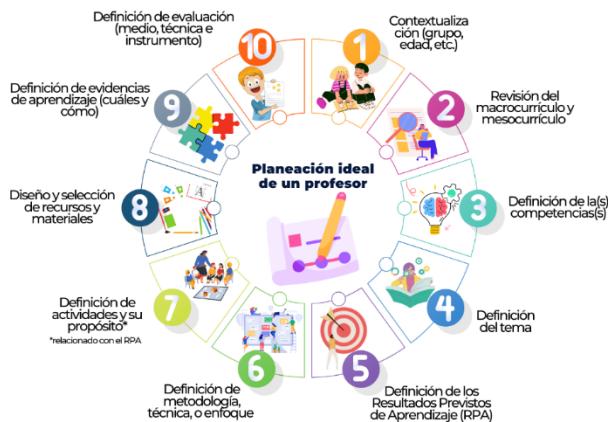 Planeación ideal
de un profesor
1
Contextualiza
ción (grupo,
edad, etc.)
2
Revisión del
macrocurrículo y
mesocurrículo
3
Definición de la(s)
competencias(s)
4
Definición
del tema
5
Definición de los
Resultados Previstos
de Aprendizaje (RPA)
6
Definición de
metodología,
técnica, o enfoque
7
Definición de
actividades y su
propósito*
*relacionado con el RPA
8
Diseño y selección
de recursos y
materiales
9
Definición de evidencias
de aprendizaje (cuáles y
cómo)
10
Definición de evaluación
(medio, técnica e
instrumento)